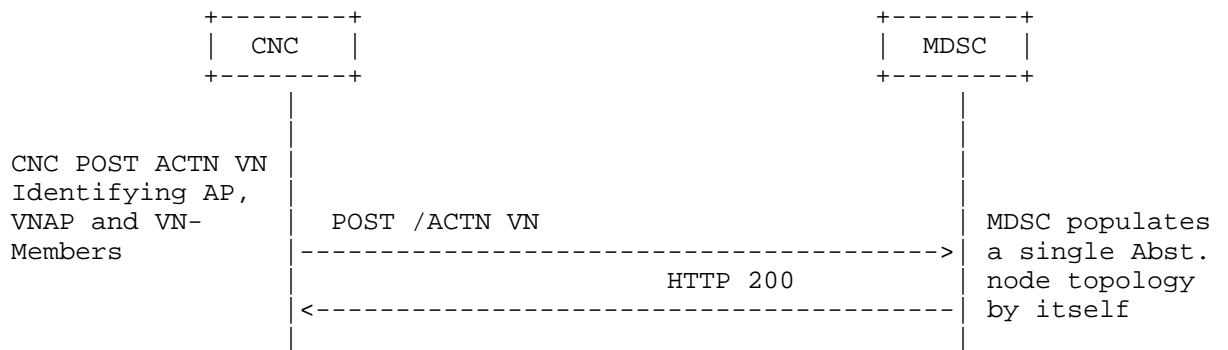 CNC MDSC
CNC POST ACTN VN
Identifying AP,
VNAP and VN- POST /ACTN VN MDSC populates
Members a single Abst.
HTTP 200 node topology
by itself